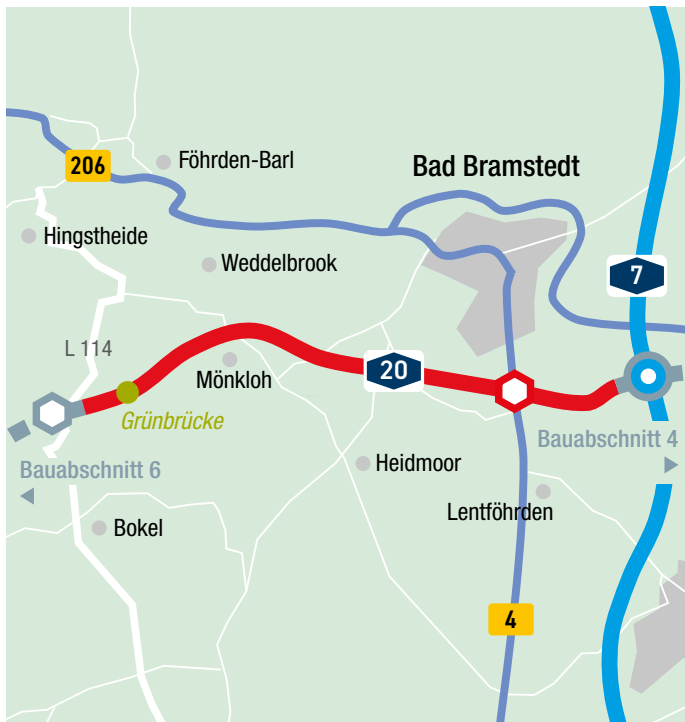 206
Föhrden-Barl
Bad Bramstedt
Hingstheide
Weddelbrook
7
L 114
Mönkloh
20
Grünbrücke
Bauabschnitt 4
Bauabschnitt 6
Heidmoor
Lentföhrden
Bokel
4